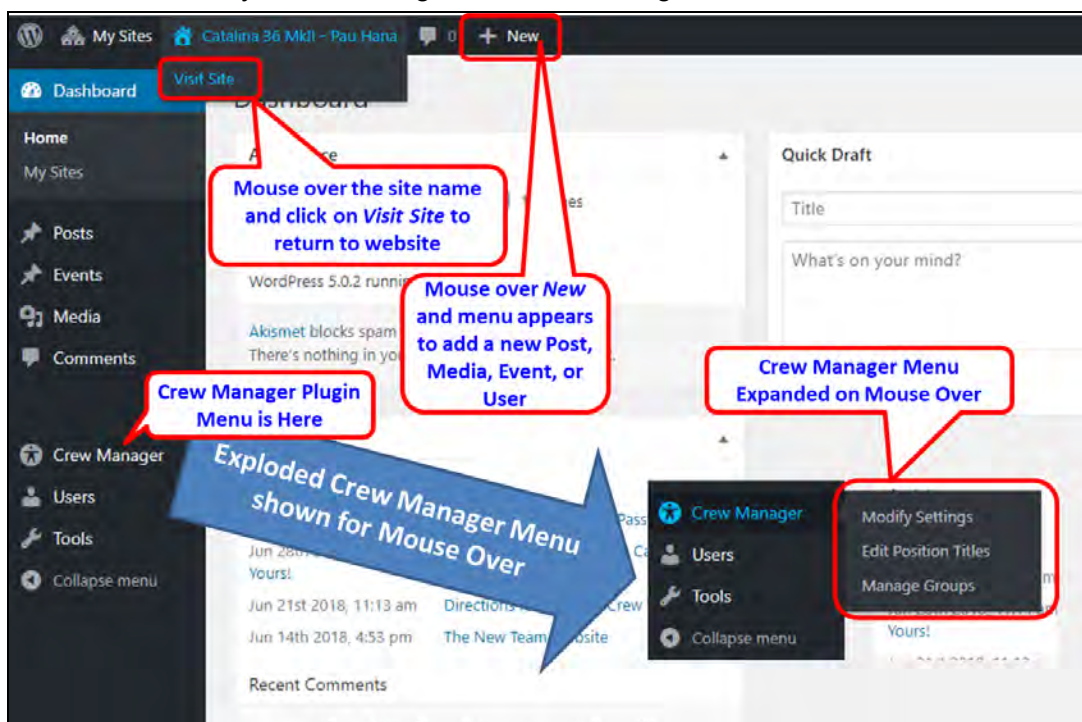 My Sites Catalina 36 MkII - Pau Hana 0 + New
Visit Site
Dashboard
Dashboard
Home
My Sites
Posts
Events
Media
Comments
Crew Manager
Users
Tools
Collapse menu
Mouse over the site name
and click on Visit Site to
return to website
WordPress 5.0.2
Akismet blocks spam
There's nothing in
Mouse over New
and menu appears
to add a new Post,
Media, Event, or
User
Quick Draft
Title
What's on your mind?
Crew Manager Plugin
Menu is Here
Crew Manager Menu
Expanded on Mouse Over
Exploded Crew Manager Menu
shown for Mouse Over
Yours!
Jun 21st 2018, 11:13 am Directions Crew
Jun 14th 2018, 4:53 pm The New Team
Recent Comments
Crew Manager
Users
Tools
Collapse menu
Modify Settings
Edit Position Titles
Manage Groups
Yours!